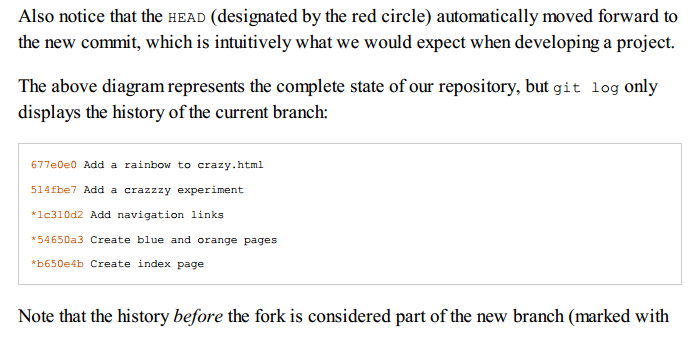 Also notice that the HEAD (designated by the red circle) automatically moved forward to
the new commit, which is intuitively what we would expect when developing a project.
The above diagram represents the complete state of our repository, but git log only
displays the history of the current branch:
677e0e0 Add a rainbow to crazy.html
514fbe7 Add a crazzzy experiment
*1c310d2 Add navigation links
*54650a3 Create blue and orange pages
*b650e4b Create index page
Note that the history before the fork is considered part of the new branch (marked with